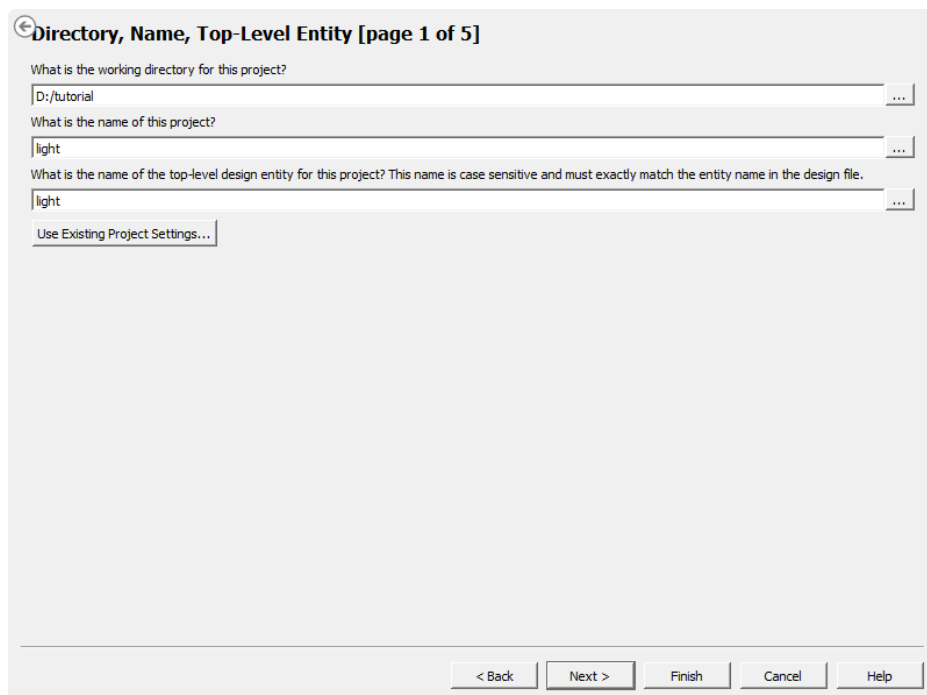 Directory, Name, Top-Level Entity [page 1 of 5]
What is the working directory for this project?
D:/tutorial
...
What is the name of this project?
light
...
What is the name of the top-level design entity for this project? This name is case sensitive and must exactly match the entity name in the design file.
light
...
Use Existing Project Settings...
< Back
Next >
Finish
Cancel
Help